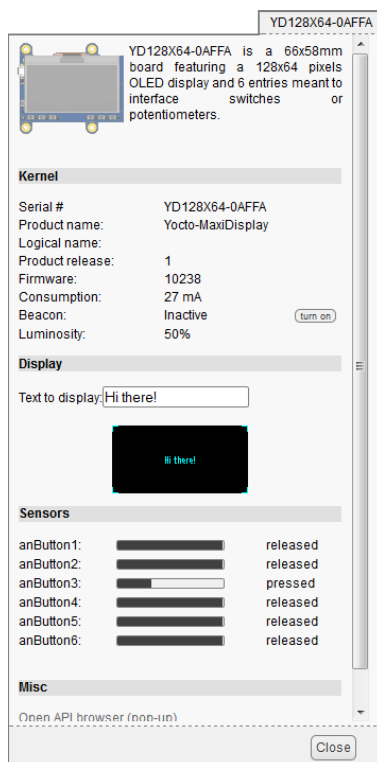 YD128X64-0AFFA
YD128X64-0AFFA is a 66x58mm
board featuring a 128x64 pixels
OLED display and 6 entries meant to
interface switches or
potentiometers.
Kernel
Serial # YD128X64-0AFFA
Product name: Yocto-MaxiDisplay
Logical name:
Product release: 1
Firmware: 10238
Consumption: 27 mA
Beacon: Inactive turn on
Luminosity: 50%
Display
Text to display: Hi there!
Hi there!
Sensors
anButton1: released
anButton2: released
anButton3: pressed
anButton4: released
anButton5: released
anButton6: released
Misc
Open API browser (pop-up)
Close